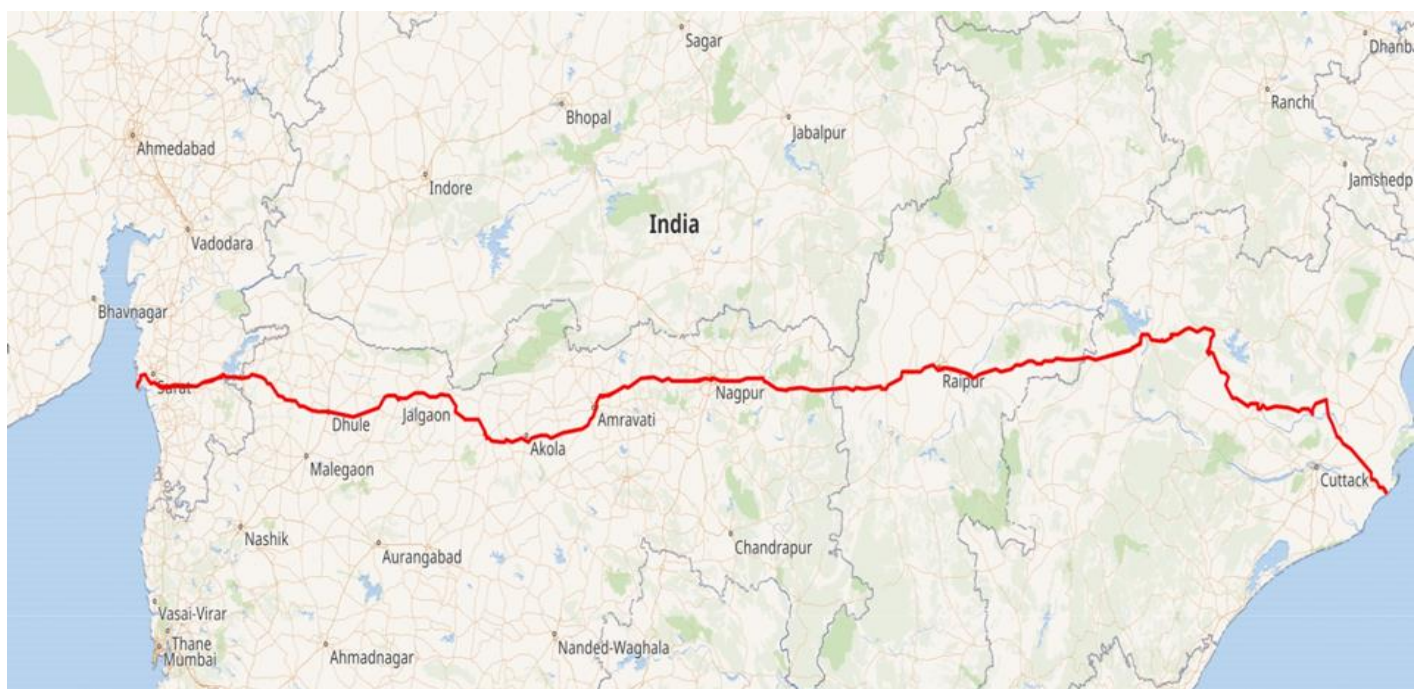 Sagar
Dhanba
Ranchi
Bhopal
Jabalpur
Ahmedabad
Jamshedp
Indore
India
Vadodara
Bhavnagar
Surat
Raipur
Nagpur
Jalgaon
Amravati
Dhule
Akola
Malegaon
Cuttack
Nashik
Chandrapur
Aurangabad
Vasai-Virar
Thane
Mumbai
Ahmadnagar
Nanded-Waghala